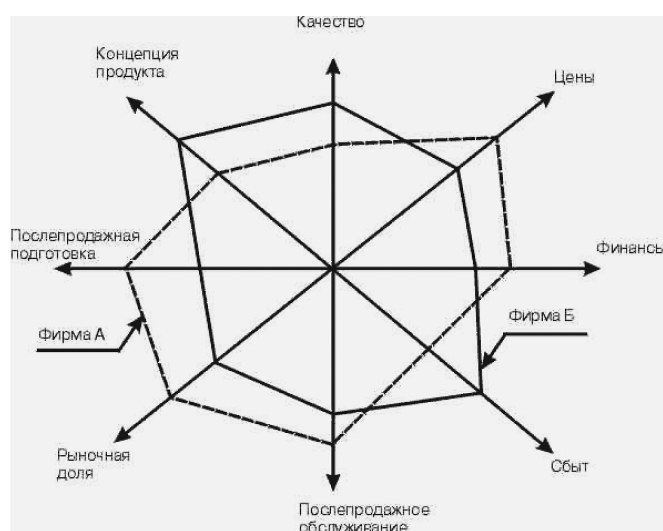 Качество
Концепция
продукта
Цены
Послепродажная
подготовка
Финансы
Фирма А
Фирма Б
Рыночная
доля
Сбыт
Послепродажное
обслуживание